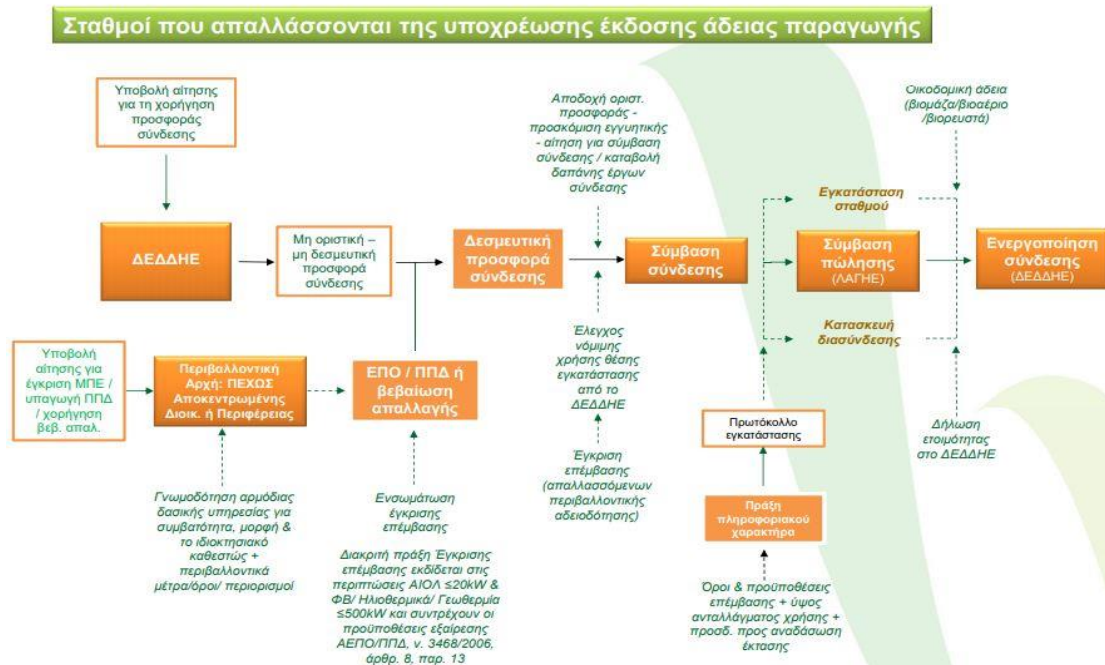 Σταθμοί που απαλλάσσονται της υποχρέωσης έκδοσης άδειας παραγωγής
Υποβολή αίτησης
για τη χορήγηση
προσφοράς
σύνδεσης
Αποδοχή οριστ.
προσφοράς -
προσκόμιση εγγυητικής
- αίτηση για σύμβαση
σύνδεσης / καταβολή
δαπάνης έργων
σύνδεσης
Οικοδομική άδεια
(βιομάζα/βιοαέριο
/βιορευστά)
ΔΕΔΔΗΕ
Μη οριστική –
μη δεσμευτική
προσφορά
σύνδεσης
Δεσμευτική
προσφορά
σύνδεσης
Σύμβαση
σύνδεσης
Εγκατάσταση
σταθμού
Σύμβαση
πώλησης
(ΛΑΓΗΕ)
Κατασκευή
διασύνδεσης
Ενεργοποίηση
σύνδεσης
(ΔΕΔΔΗΕ)
Υποβολή
αίτησης για
έγκριση ΜΠΕ /
υπαγωγή ΠΠΔ
/ χορήγηση
βεβ. απαλ.
Περιβαλλοντική
Αρχή: ΠΕΧΩΣ
Αποκεντρωμένης
Διοικ. ή Περιφέρειας
ΕΠΟ / ΠΠΔ ή
βεβαίωση
απαλλαγής
Έλεγχος
νόμιμης
χρήσης θέσης
εγκατάστασης
από το
ΔΕΔΔΗΕ
Έγκριση
επέμβασης
(απαλλασσόμενων
περιβαλλοντικής
αδειοδότησης)
Πρωτόκολλο
εγκατάστασης
Δήλωση
ετοιμότητας
στο ΔΕΔΔΗΕ
Γνωμοδότηση αρμόδιας
δασικής υπηρεσίας για
συμβατότητα, μορφή &
το ιδιοκτησιακό
καθεστώς +
περιβαλλοντικά
μέτρα/όροι/ περιορισμοί
Ενσωμάτωση
έγκρισης
επέμβασης
Διακριτή πράξη Έγκρισης
επέμβασης εκδίδεται στις
περιπτώσεις ΑΙΟΛ ≤20kW &
ΦΒ/ Ηλιοθερμικά/ Γεωθερμία
≤500kW και συντρέχουν οι
προϋποθέσεις εξαίρεσης
ΑΕΠΟ/ΠΠΔ, ν. 3468/2006,
άρθρ. 8, παρ. 13
Πράξη
πληροφοριακού
χαρακτήρα
Όροι & προϋποθέσεις
επέμβασης + ύψος
ανταλλάγματος χρήσης +
προσδ. προς αναδάσωση
έκτασης